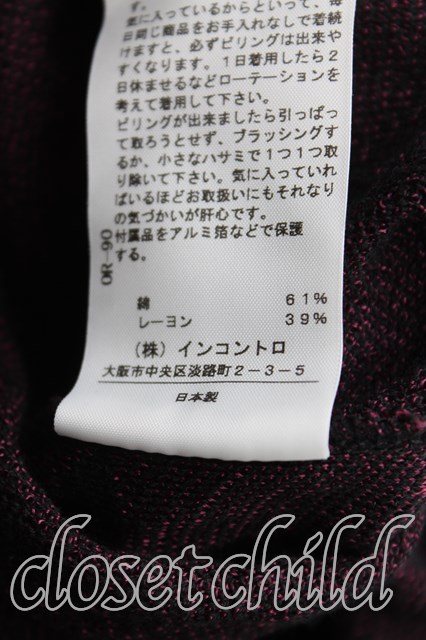 す。
気に入っているからといって、毎
日同じ商品をお手入れなしで着続
けますと、必ずピリングは出来や
すくなります。１日着用したら２
日休ませるなどローテーションを
考えて着用して下さい。
ピリングが出来ましたら引っぱっ
て取ろうとせず、ブラッシングす
るか、小さなハサミで１つ１つ取
り除いて下さい。気に入っていれ
ばいるほどお取扱いにもそれなり
の気づかいが肝心です。
付属品をアルミ箔などで保護
する。
OR-90
綿 61%
レーヨン 39%
(株) インコントロ
大阪市中央区淡路町2-3-5
日本製
closet child